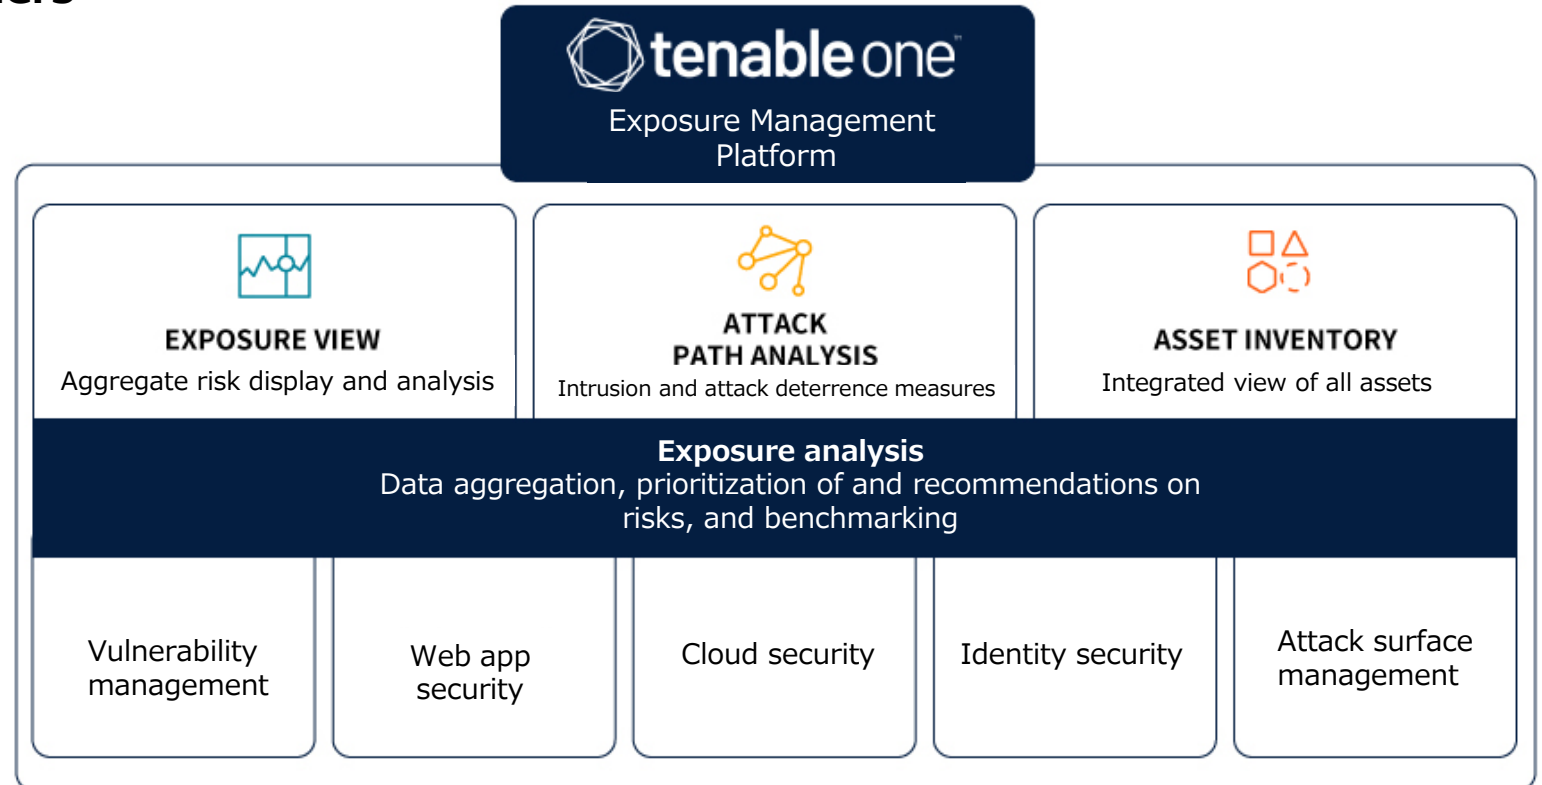 tenable one™
Exposure Management
Platform
EXPOSURE VIEW
Aggregate risk display and analysis
ATTACK
PATH ANALYSIS
Intrusion and attack deterrence measures
ASSET INVENTORY
Integrated view of all assets
Exposure analysis
Data aggregation, prioritization of and recommendations on
risks, and benchmarking
Vulnerability
management
Web app
security
Cloud security
Identity security
Attack surface
management